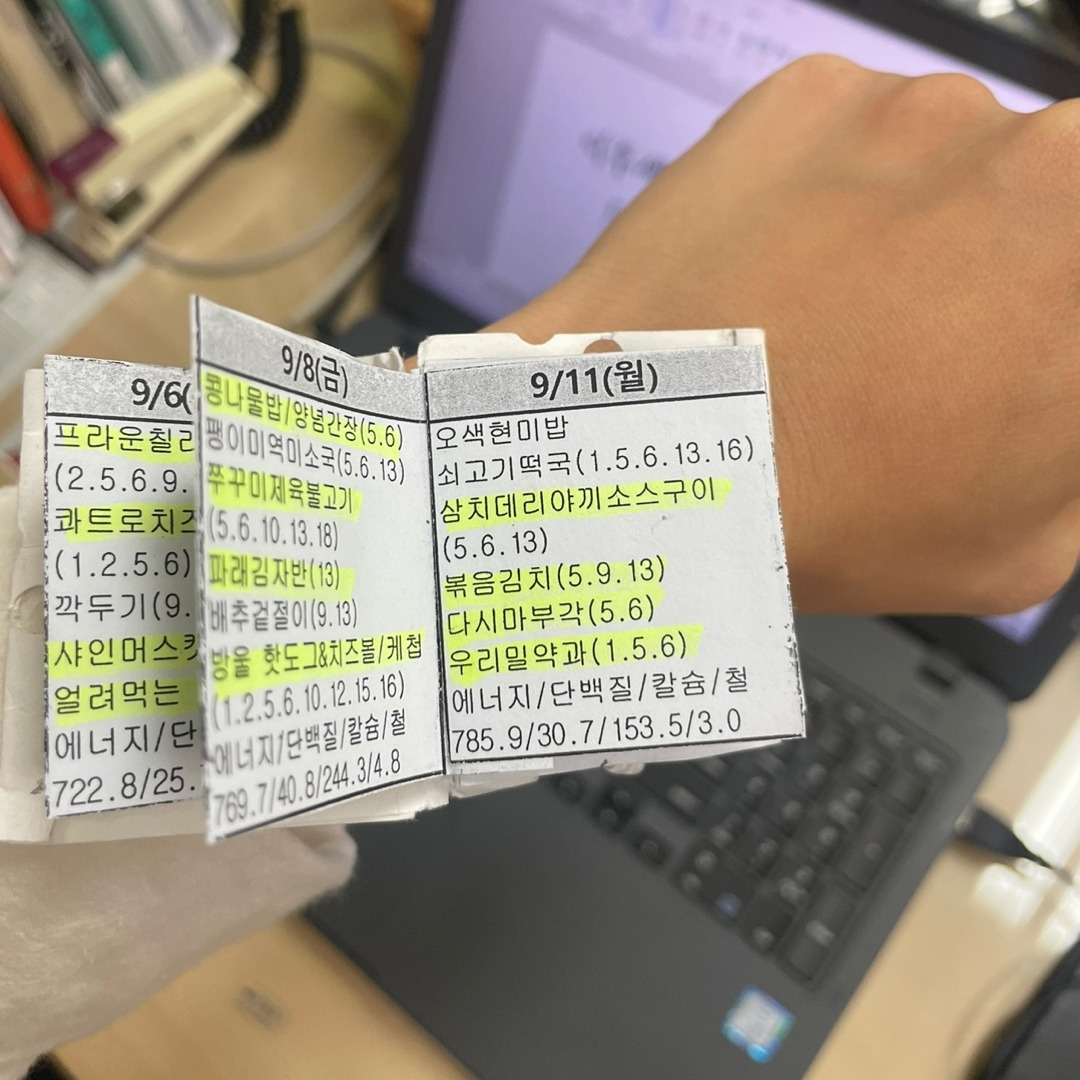 9/6(
프라운칠리
(2.5.6.9.
콰트로치즈
(1.2.5.6)
깍두기(9.
샤인머스캣
얼려먹는
에너지/단
722.8/25.
9/8(금)
콩나물밥/양념간장(5.6)
팽이미역미소국(5.6.13)
쭈꾸미제육불고기
(5.6.10.13.18)
파래김자반(13)
배추겉절이(9.13)
방울 핫도그&치즈볼/케첩
(1.2.5.6.10.12.15.16)
에너지/단백질/칼슘/철
769.7/40.8/244.3/4.8
9/11(월)
오색현미밥
쇠고기떡국(1.5.6.13.16)
삼치데리야끼소스구이
(5.6.13)
볶음김치(5.9.13)
다시마부각(5.6)
우리밀약과(1.5.6)
에너지/단백질/칼슘/철
785.9/30.7/153.5/3.0